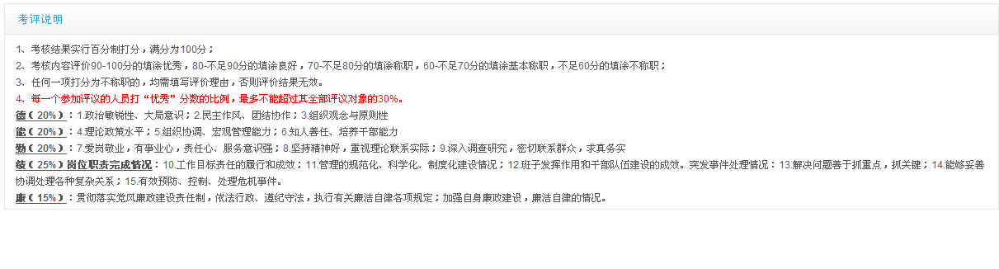 考评说明
1、考核结果实行百分制打分，满分为100分；
2、考核内容评价90-100分的填涂优秀，80-不足90分的填涂良好，70-不足80分的填涂称职，60-不足70分的填涂基本称职，不足60分的填涂不称职；
3、任何一项打分为不称职的，均需填写评价理由，否则评价结果无效。
4、每一个参加评议的人员打“优秀”分数的比例，最多不能超过其全部评议对象的30%。
德（20%）：1.政治敏锐性、大局意识；2.民主作风、团结协作；3.组织观念与原则性
能（20%）：4.理论政策水平；5.组织协调、宏观管理能力；6.知人善任、培养干部能力
勤（20%）：7.爱岗敬业，有事业心，责任心、服务意识强；8.坚持精神好，重视理论联系实际；9.深入调查研究，密切联系群众，求真务实
绩（25%）岗位职责完成情况：10.工作目标责任的履行和成效；11.管理的规范化、科学化、制度化建设情况；12.班子发挥作用和干部队伍建设的成效。突发事件处理情况：13.解决问题善于抓重点，抓关键；14.能够妥善
协调处理各种复杂关系；15.有效预防、控制、处理危机事件。
廉（15%）：贯彻落实党风廉政建设责任制，依法行政、遵纪守法，执行有关廉洁自律各项规定；加强自身廉政建设，廉洁自律的情况。